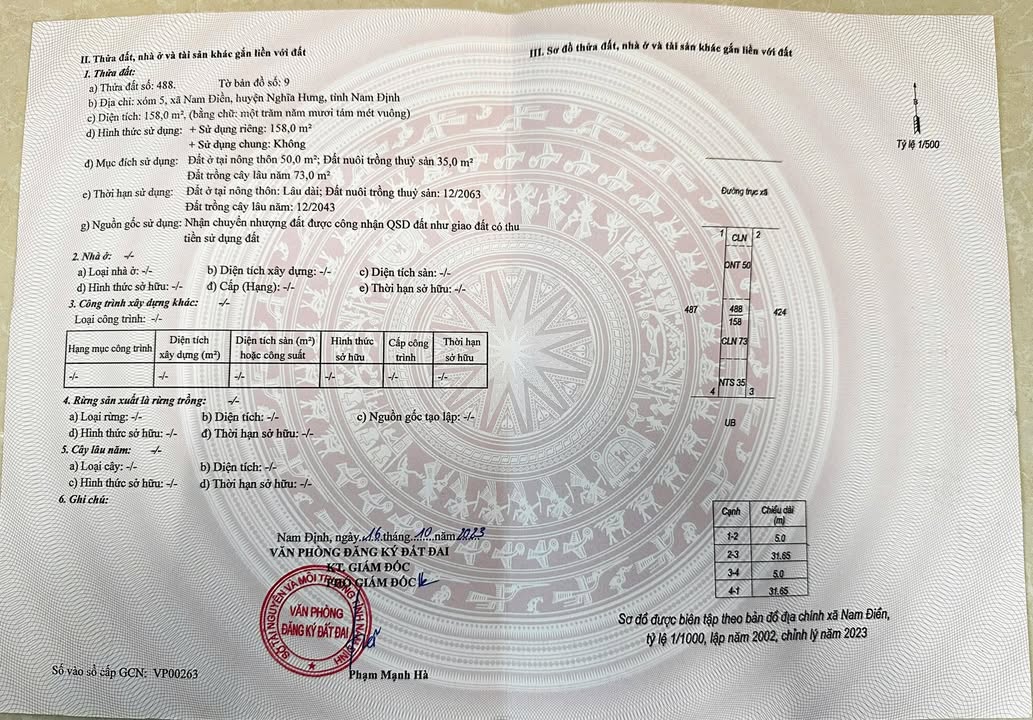 II. Thửa đất, nhà ở và tài sản khác gắn liền với đất
1. Thửa đất:
a) Thửa đất số: 488. Tờ bản đồ số: 9
b) Địa chỉ: xóm 5, xã Nam Điền, huyện Nghĩa Hưng, tỉnh Nam Định
c) Diện tích: 158,0 m², (bằng chữ: một trăm năm mươi tám mét vuông)
d) Hình thức sử dụng: + Sử dụng riêng: 158,0 m²
+ Sử dụng chung: Không
đ) Mục đích sử dụng: Đất ở tại nông thôn 50,0 m²; Đất nuôi trồng thuỷ sản 35,0 m²
Đất trồng cây lâu năm 73,0 m²
e) Thời hạn sử dụng: Đất ở tại nông thôn: Lâu dài; Đất nuôi trồng thuỷ sản: 12/2063
Đất trồng cây lâu năm: 12/2043
g) Nguồn gốc sử dụng: Nhận chuyển nhượng đất được công nhận QSD đất như giao đất có thu
tiền sử dụng đất
2. Nhà ở: -/-
a) Loại nhà ở: -/- b) Diện tích xây dựng: -/- c) Diện tích sàn: -/-
d) Hình thức sở hữu: -/- đ) Cấp (Hạng): -/- e) Thời hạn sở hữu: -/-
3. Công trình xây dựng khác: -/-
Loại công trình: -/-
Hạng mục công trình Diện tích xây dựng (m²) Diện tích sàn (m²) hoặc công suất Hình thức sở hữu Cấp công trình Thời hạn sở hữu
-/- -/- -/- -/- -/- -/-
4. Rừng sản xuất là rừng trồng: -/-
a) Loại rừng: -/- b) Diện tích: -/- c) Nguồn gốc tạo lập: -/-
d) Hình thức sở hữu: -/- đ) Thời hạn sở hữu: -/-
5. Cây lâu năm: -/-
a) Loại cây: -/- b) Diện tích: -/-
c) Hình thức sở hữu: -/- d) Thời hạn sở hữu: -/-
6. Ghi chú:
Nam Định, ngày 16 tháng 10 năm 2023
VĂN PHÒNG ĐĂNG KÝ ĐẤT ĐAI
KT. GIÁM ĐỐC
PHÓ GIÁM ĐỐC
SỞ TÀI NGUYÊN VÀ MÔI TRƯỜNG TỈNH NAM ĐỊNH
VĂN PHÒNG
ĐĂNG KÝ ĐẤT ĐAI
Phạm Mạnh Hà
Số vào sổ cấp GCN: VP00263
III. Sơ đồ thửa đất, nhà ở và tài sản khác gắn liền với đất
B
Tỷ lệ 1/500
Đường trục xã
1 CLN 2
ONT 50
487 488 424
158
CLN 73
NTS 35
4 3
UB
Cạnh Chiều dài (m)
1-2 5.0
2-3 31.65
3-4 5.0
4-1 31.65
Sơ đồ được biên tập theo bản đồ địa chính xã Nam Điền,
tỷ lệ 1/1000, lập năm 2002, chỉnh lý năm 2023